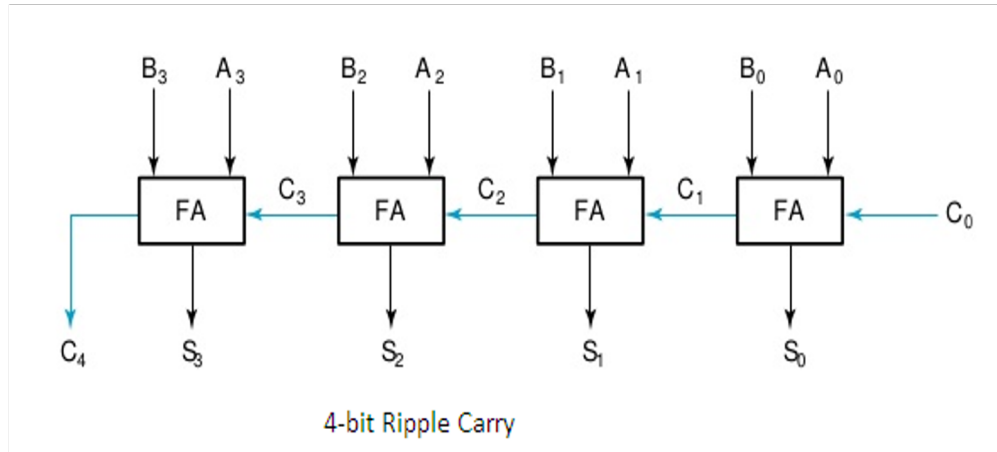 B₃ A₃ B₂ A₂ B₁ A₁ B₀ A₀
FA C₃ FA C₂ FA C₁ FA C₀
C₄ S₃ S₂ S₁ S₀
4-bit Ripple Carry